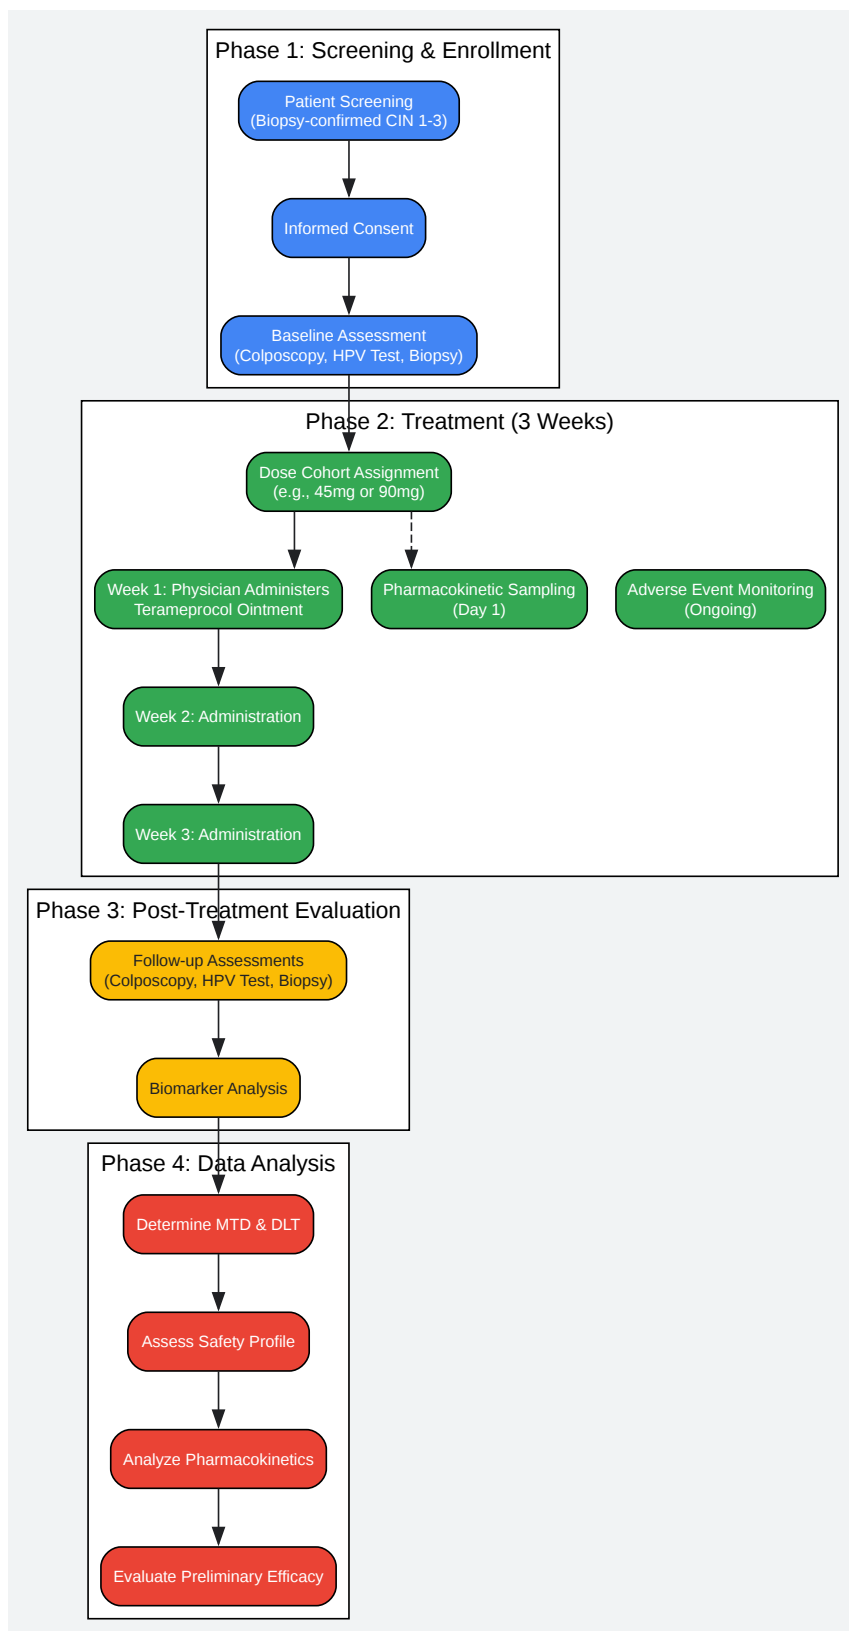 Phase 1: Screening & Enrollment
Patient Screening
(Biopsy-confirmed CIN 1-3)
Informed Consent
Baseline Assessment
(Colposcopy, HPV Test, Biopsy)
Phase 2: Treatment (3 Weeks)
Dose Cohort Assignment
(e.g., 45mg or 90mg)
Week 1: Physician Administers
Terameprocol Ointment
Pharmacokinetic Sampling
(Day 1)
Adverse Event Monitoring
(Ongoing)
Week 2: Administration
Week 3: Administration
Phase 3: Post-Treatment Evaluation
Follow-up Assessments
(Colposcopy, HPV Test, Biopsy)
Biomarker Analysis
Phase 4: Data Analysis
Determine MTD & DLT
Assess Safety Profile
Analyze Pharmacokinetics
Evaluate Preliminary Efficacy